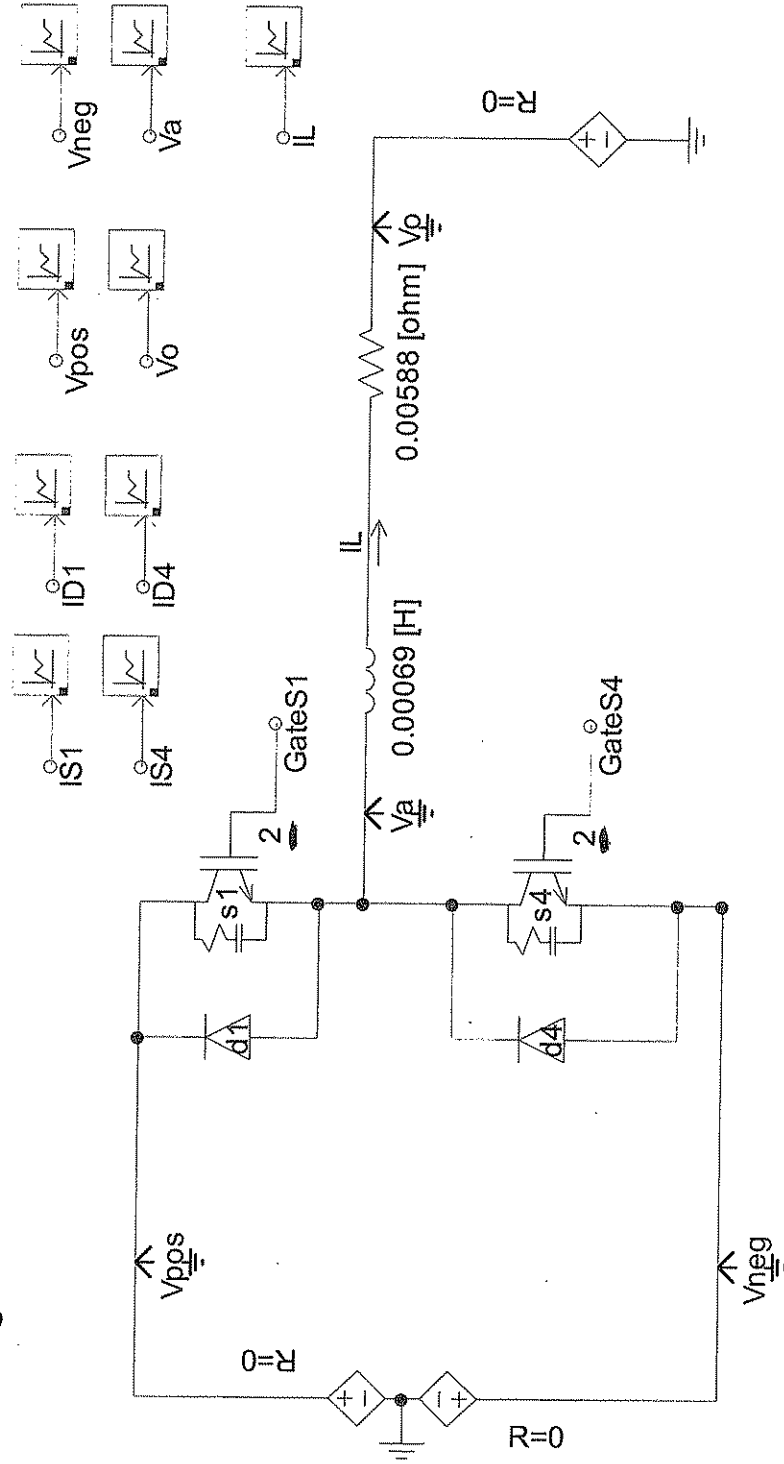 IS1
ID1
Vpos
Vneg
IS4
ID4
Vo
Va
IL
R=0
R=0
Vpos
Vneg
d1
s1
2
GateS1
d4
s4
2
GateS4
Va
0.00069 [H]
IL
0.00588 [ohm]
Vo
R=0